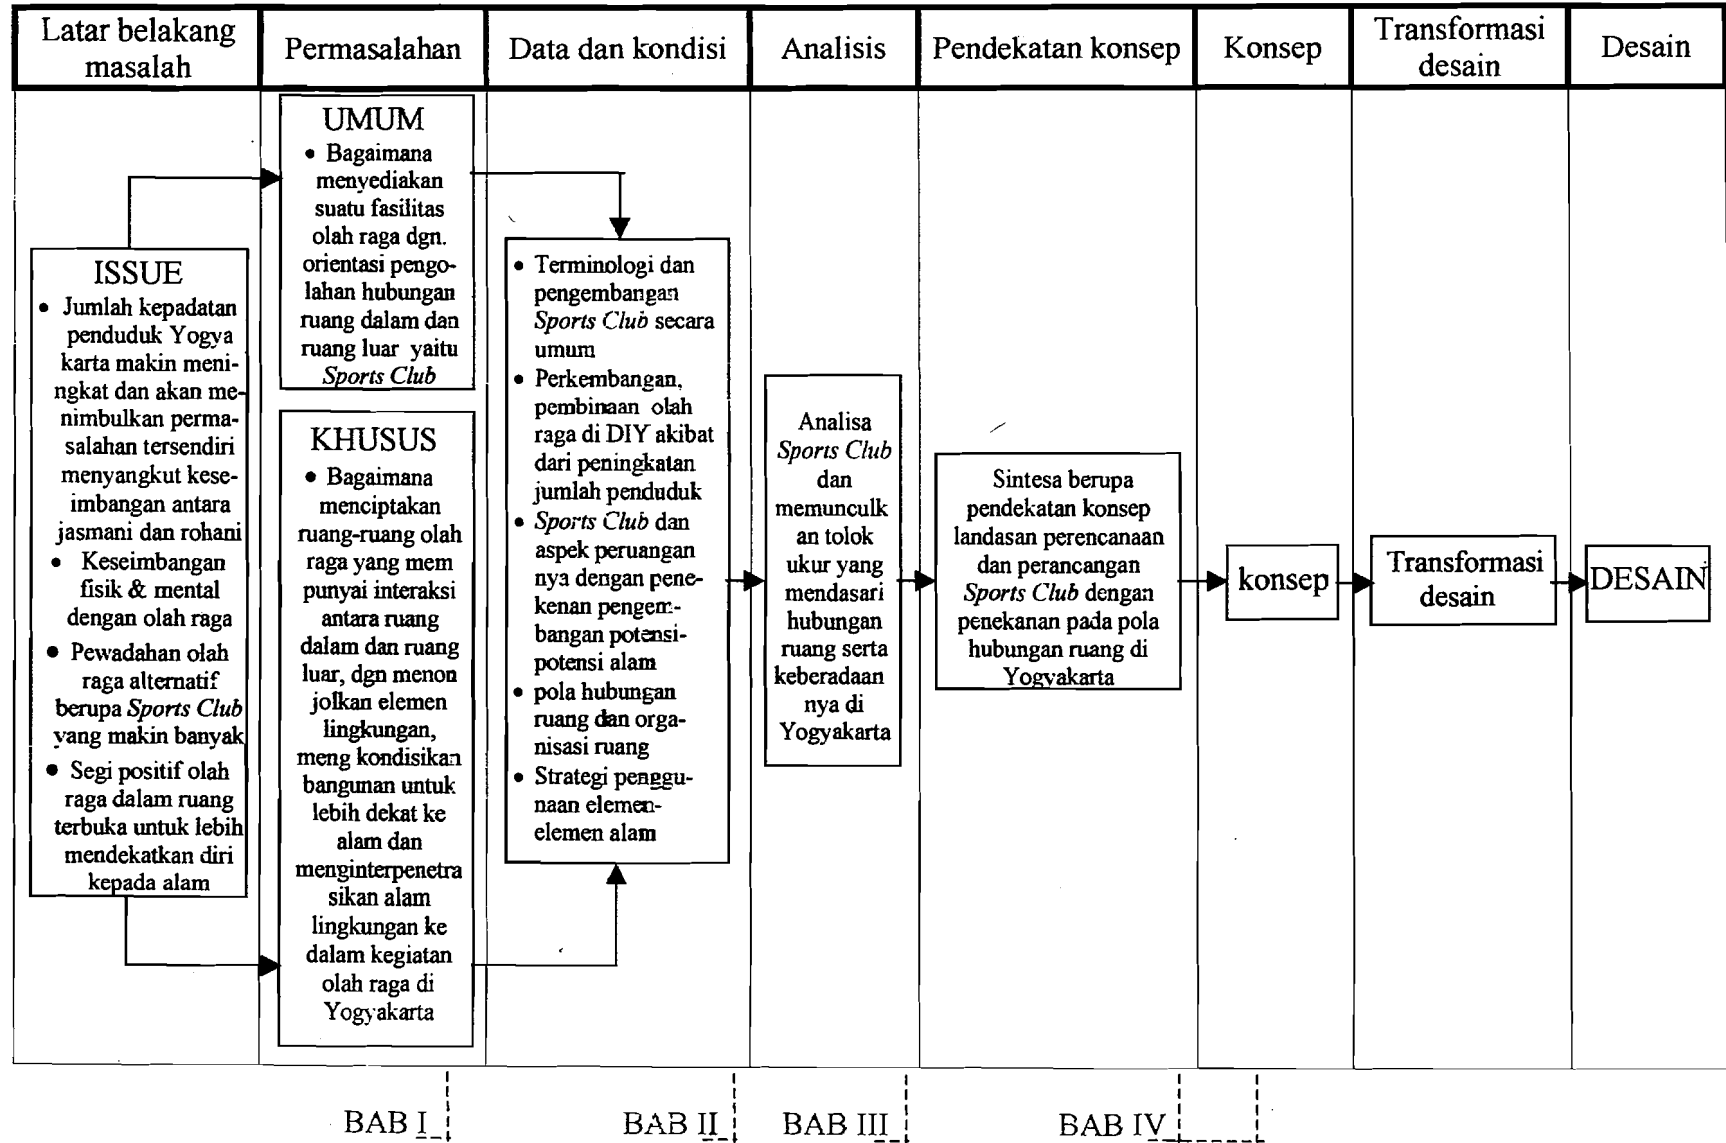 Latar belakang
masalah
Permasalahan
Data dan kondisi
Analisis
Pendekatan konsep
Konsep
Transformasi
desain
Desain
ISSUE
• Jumlah kepadatan
penduduk Yogya
karta makin meni-
ngkat dan akan me-
nimbulkan perma-
salahan tersendiri
menyangkut kese-
imbangan antara
jasmani dan rohani
• Keseimbangan
fisik & mental
dengan olah raga
• Pewadahan olah
raga alternatif
berupa Sports Club
yang makin banyak
• Segi positif olah
raga dalam ruang
terbuka untuk lebih
mendekatkan diri
kepada alam
UMUM
• Bagaimana
menyediakan
suatu fasilitas
olah raga dgn.
orientasi pengo-
lahan hubungan
ruang dalam dan
ruang luar yaitu
Sports Club
KHUSUS
• Bagaimana
menciptakan
ruang-ruang olah
raga yang mem
punyai interaksi
antara ruang
dalam dan ruang
luar, dgn menon
jolkan elemen
lingkungan,
meng kondisikan
bangunan untuk
lebih dekat ke
alam dan
menginterpenetra
sikan alam
lingkungan ke
dalam kegiatan
olah raga di
Yogyakarta
• Terminologi dan
pengembangan
Sports Club secara
umum
• Perkembangan,
pembinaan olah
raga di DIY akibat
dari peningkatan
jumlah penduduk
• Sports Club dan
aspek peruangan
nya dengan pene-
kenan pengem-
bangan potensi-
potensi alam
• pola hubungan
ruang dan orga-
nisasi ruang
• Strategi penggu-
naan elemen-
elemen alam
Analisa
Sports Club
dan
memunculk
an tolok
ukur yang
mendasari
hubungan
ruang serta
keberadaan
nya di
Yogyakarta
Sintesa berupa
pendekatan konsep
landasan perencanaan
dan perancangan
Sports Club dengan
penekanan pada pola
hubungan ruang di
Yogyakarta
konsep
Transformasi
desain
DESAIN
BAB I
BAB II
BAB III
BAB IV